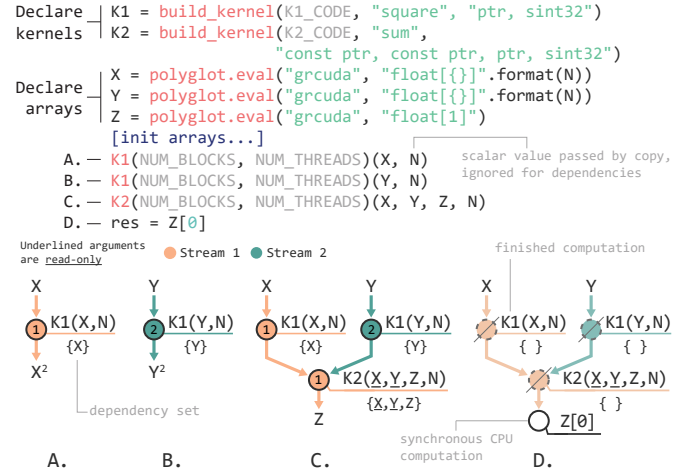 Declare kernels
K1 = build_kernel(K1_CODE, "square", "ptr, sint32")
K2 = build_kernel(K2_CODE, "sum",
"const ptr, const ptr, ptr, sint32")
Declare arrays
X = polyglot.eval("grcuda", "float[{}]".format(N))
Y = polyglot.eval("grcuda", "float[{}]".format(N))
Z = polyglot.eval("grcuda", "float[1]")
[init arrays...]
A. — K1(NUM_BLOCKS, NUM_THREADS)(X, N)
B. — K1(NUM_BLOCKS, NUM_THREADS)(Y, N)
C. — K2(NUM_BLOCKS, NUM_THREADS)(X, Y, Z, N)
D. — res = Z[0]
scalar value passed by copy,
ignored for dependencies
Underlined arguments
are read-only
Stream 1
Stream 2
X
1
K1(X,N)
{X}
X²
dependency set
A.
Y
2
K1(Y,N)
{Y}
Y²
B.
X
Y
1
K1(X,N)
{X}
2
K1(Y,N)
{Y}
1
K2(X,Y,Z,N)
{X,Y,Z}
Z
C.
finished computation
X
Y
K1(X,N)
{ }
K1(Y,N)
{ }
K2(X,Y,Z,N)
{ }
Z[0]
synchronous CPU
computation
D.